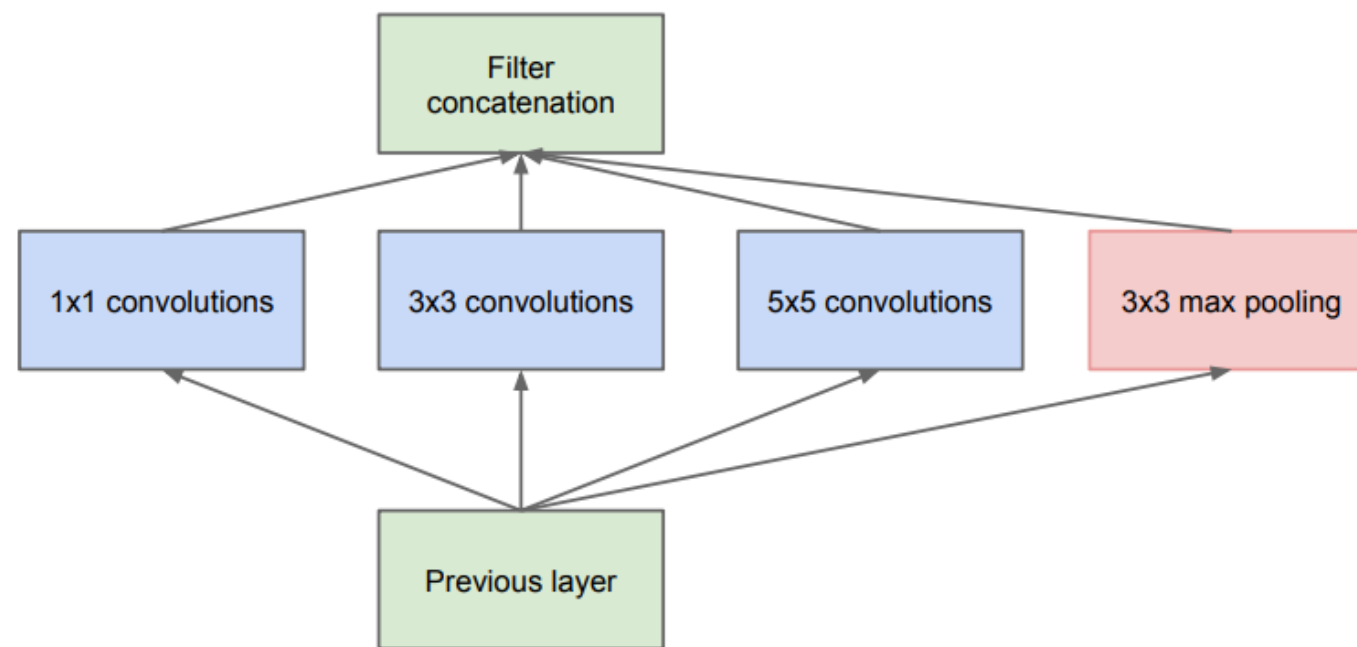 Filter
concatenation
1x1 convolutions
3x3 convolutions
5x5 convolutions
3x3 max pooling
Previous layer